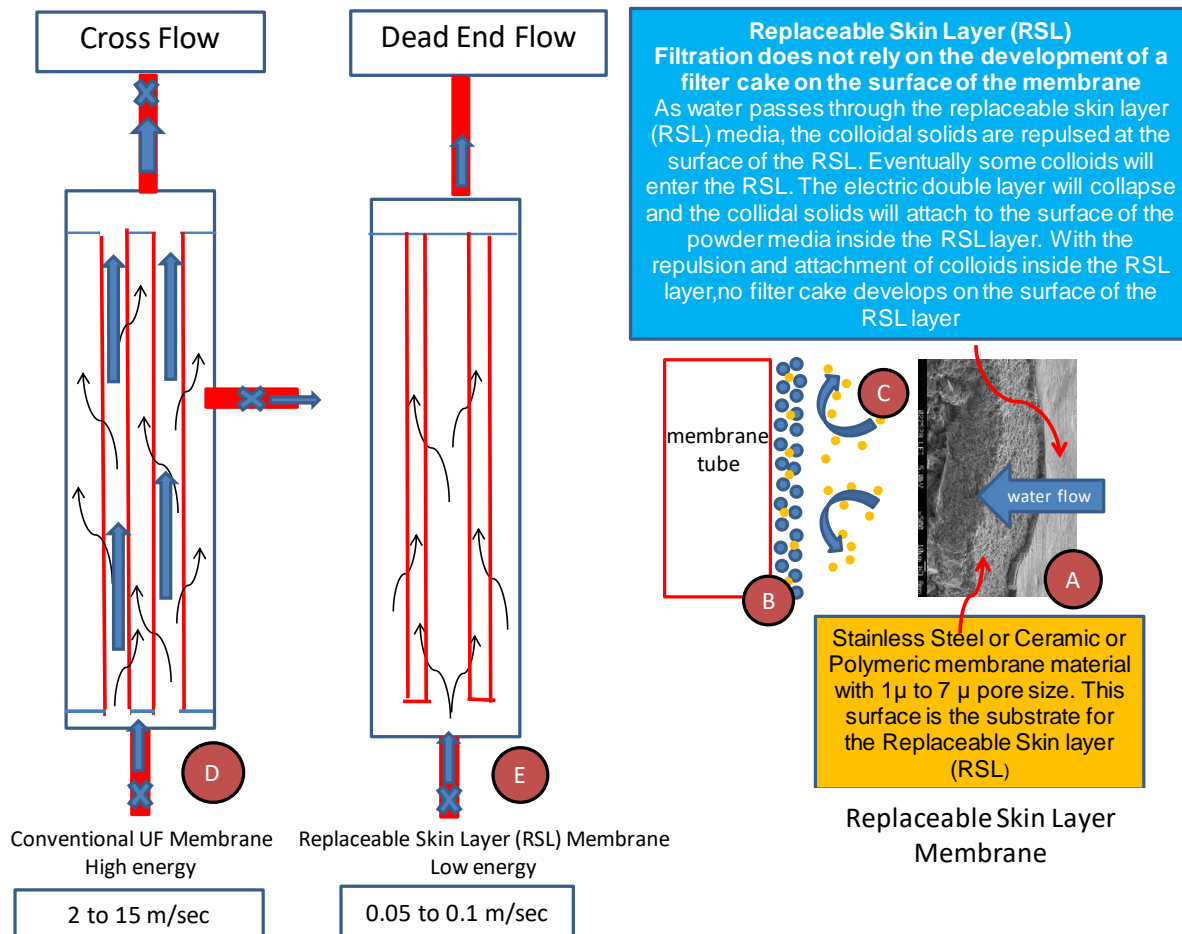 Cross Flow
Dead End Flow
Replaceable Skin Layer (RSL)
Filtration does not rely on the development of a
filter cake on the surface of the membrane
As water passes through the replaceable skin layer
(RSL) media, the colloidal solids are repulsed at the
surface of the RSL. Eventually some colloids will
enter the RSL. The electric double layer will collapse
and the collidal solids will attach to the surface of the
powder media inside the RSL layer. With the
repulsion and attachment of colloids inside the RSL
layer,no filter cake develops on the surface of the
RSL layer
membrane
tube
C
water flow
A
B
Stainless Steel or Ceramic or
Polymeric membrane material
with 1µ to 7 µ pore size. This
surface is the substrate for
the Replaceable Skin layer
(RSL)
Replaceable Skin Layer
Membrane
D
E
Conventional UF Membrane
High energy
Replaceable Skin Layer (RSL) Membrane
Low energy
2 to 15 m/sec
0.05 to 0.1 m/sec